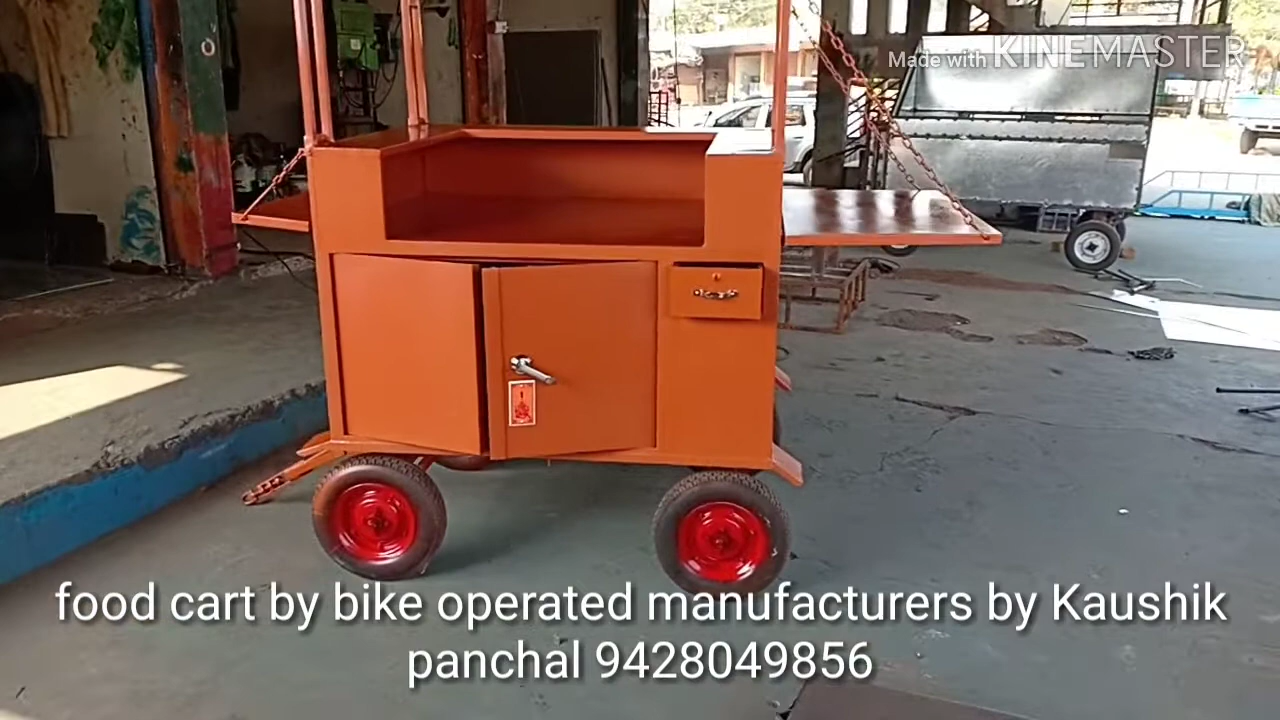 Made with KINEMASTER
food cart by bike operated manufacturers by Kaushik
panchal 9428049856